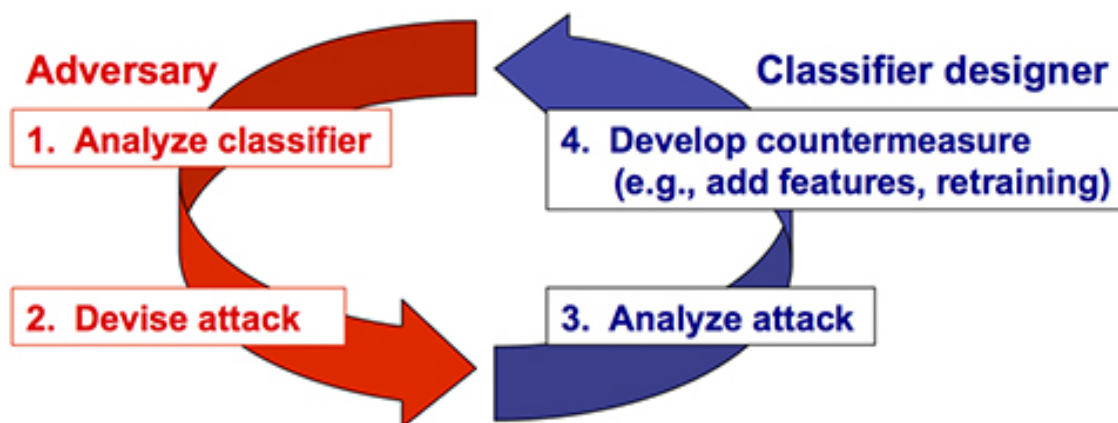 Adversary
1. Analyze classifier
2. Devise attack
Classifier designer
4. Develop countermeasure
(e.g., add features, retraining)
3. Analyze attack